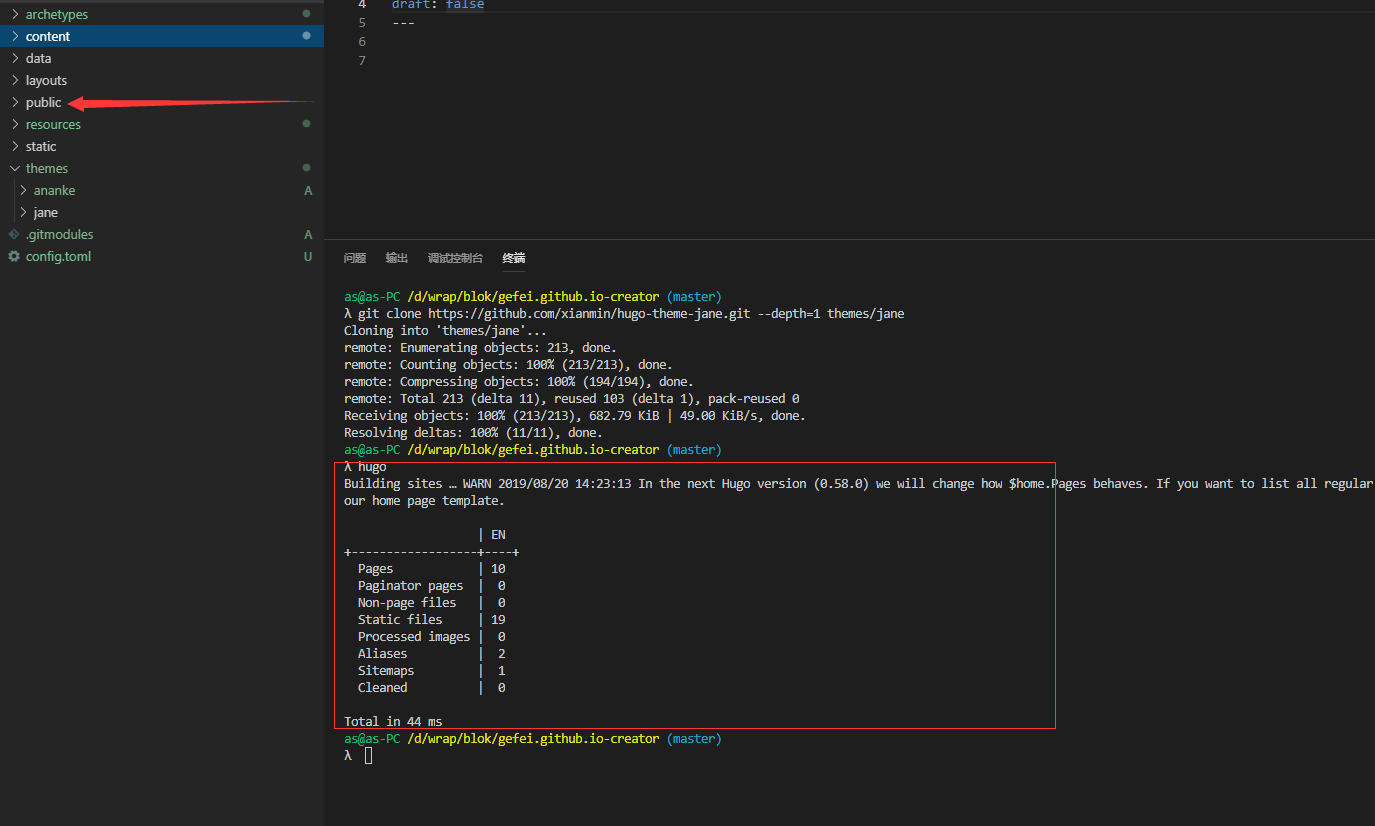 archetypes
content
data
layouts
public
resources
static
themes
ananke A
jane
.gitmodules A
config.toml U
4 draft: false
5 ---
6
7
问题 输出 调试控制台 终端
as@as-PC /d/wrap/blok/gefei.github.io-creator (master)
λ git clone https://github.com/xianmin/hugo-theme-jane.git --depth=1 themes/jane
Cloning into 'themes/jane'...
remote: Enumerating objects: 213, done.
remote: Counting objects: 100% (213/213), done.
remote: Compressing objects: 100% (194/194), done.
remote: Total 213 (delta 11), reused 103 (delta 1), pack-reused 0
Receiving objects: 100% (213/213), 682.79 KiB | 49.00 KiB/s, done.
Resolving deltas: 100% (11/11), done.
as@as-PC /d/wrap/blok/gefei.github.io-creator (master)
λ hugo
Building sites … WARN 2019/08/20 14:23:13 In the next Hugo version (0.58.0) we will change how $home.Pages behaves. If you want to list all regular
our home page template.
| EN
+------------------+----+
Pages | 10
Paginator pages | 0
Non-page files | 0
Static files | 19
Processed images | 0
Aliases | 2
Sitemaps | 1
Cleaned | 0
Total in 44 ms
as@as-PC /d/wrap/blok/gefei.github.io-creator (master)
λ